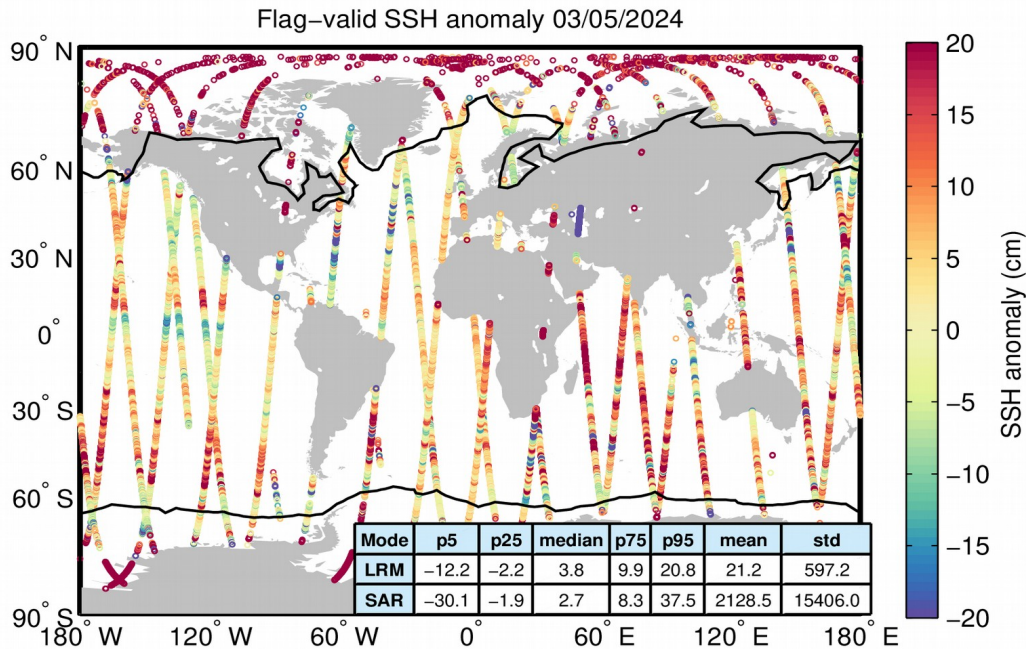 Flag−valid SSH anomaly 03/05/2024
90° N
60° N
30° N
0°
30° S
60° S
90° S
180° W
120° W
60° W
0°
60° E
120° E
180° E
Mode p5 p25 median p75 p95 mean std
LRM −12.2 −2.2 3.8 9.9 20.8 21.2 597.2
SAR −30.1 −1.9 2.7 8.3 37.5 2128.5 15406.0
20
15
10
5
0
−5
−10
−15
−20
SSH anomaly (cm)